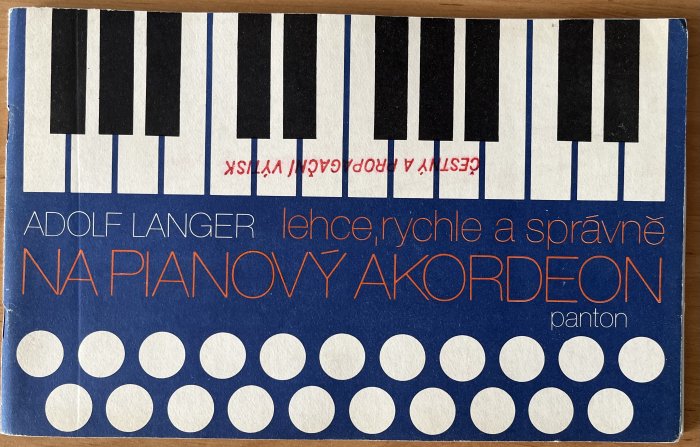 ČESTNÝ A PROPAGAČNÍ VÝTISK
ADOLF LANGER lehce, rychle a správně
NA PIANOVÝ AKORDEON
panton